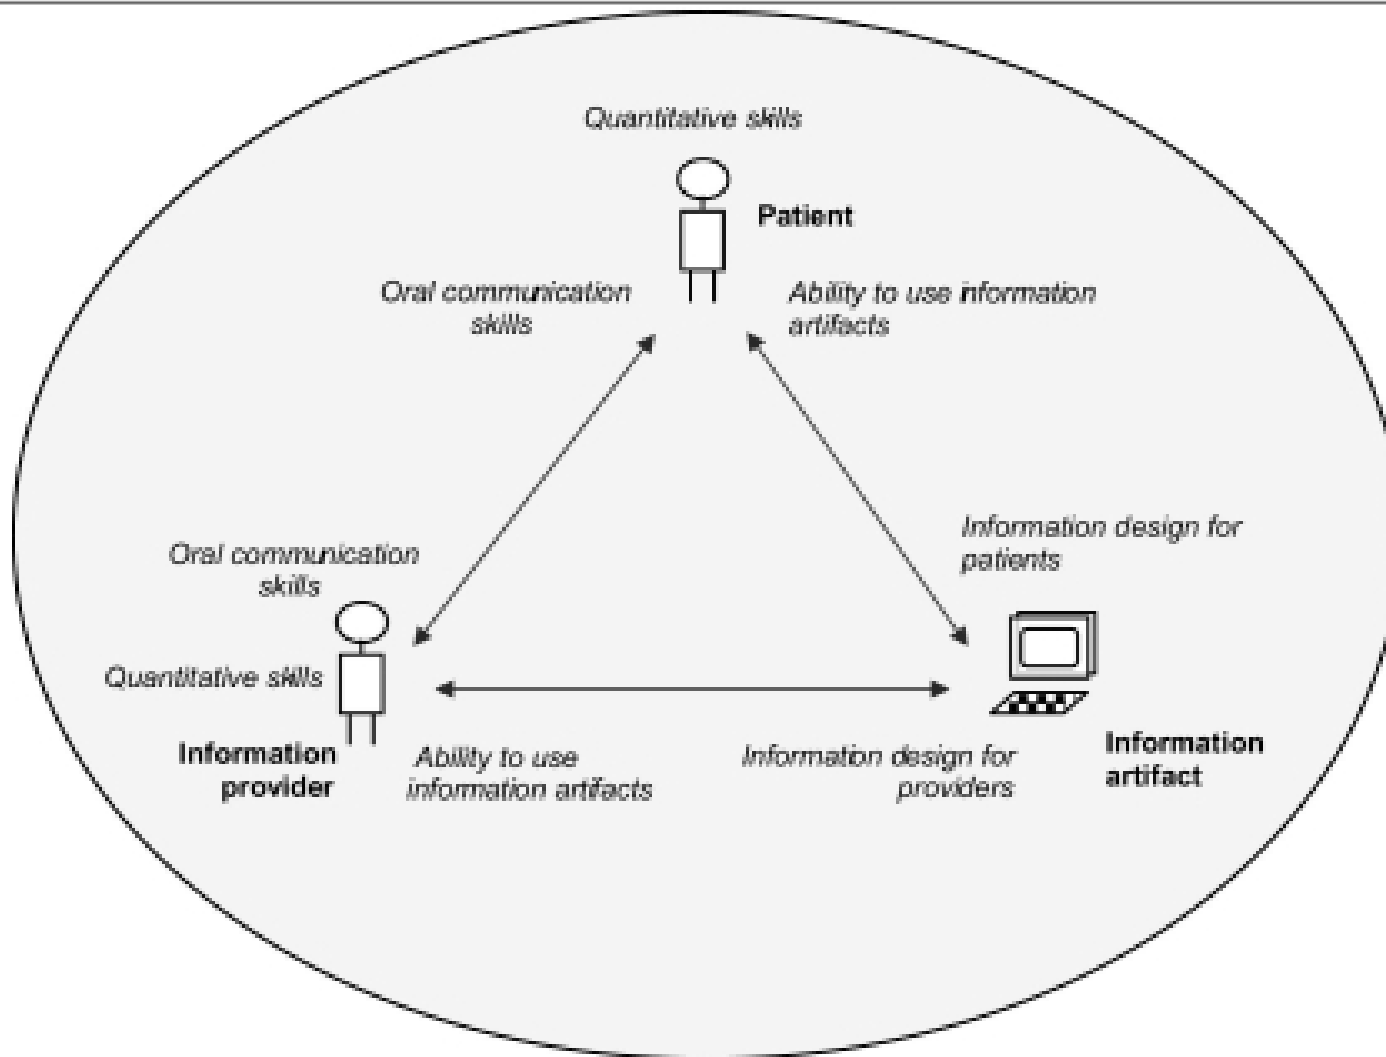 Quantitative skills
Patient
Oral communication
skills
Ability to use information
artifacts
Information design for
patients
Oral communication
skills
Quantitative skills
Information
provider
Ability to use
information artifacts
Information design for
providers
Information
artifact